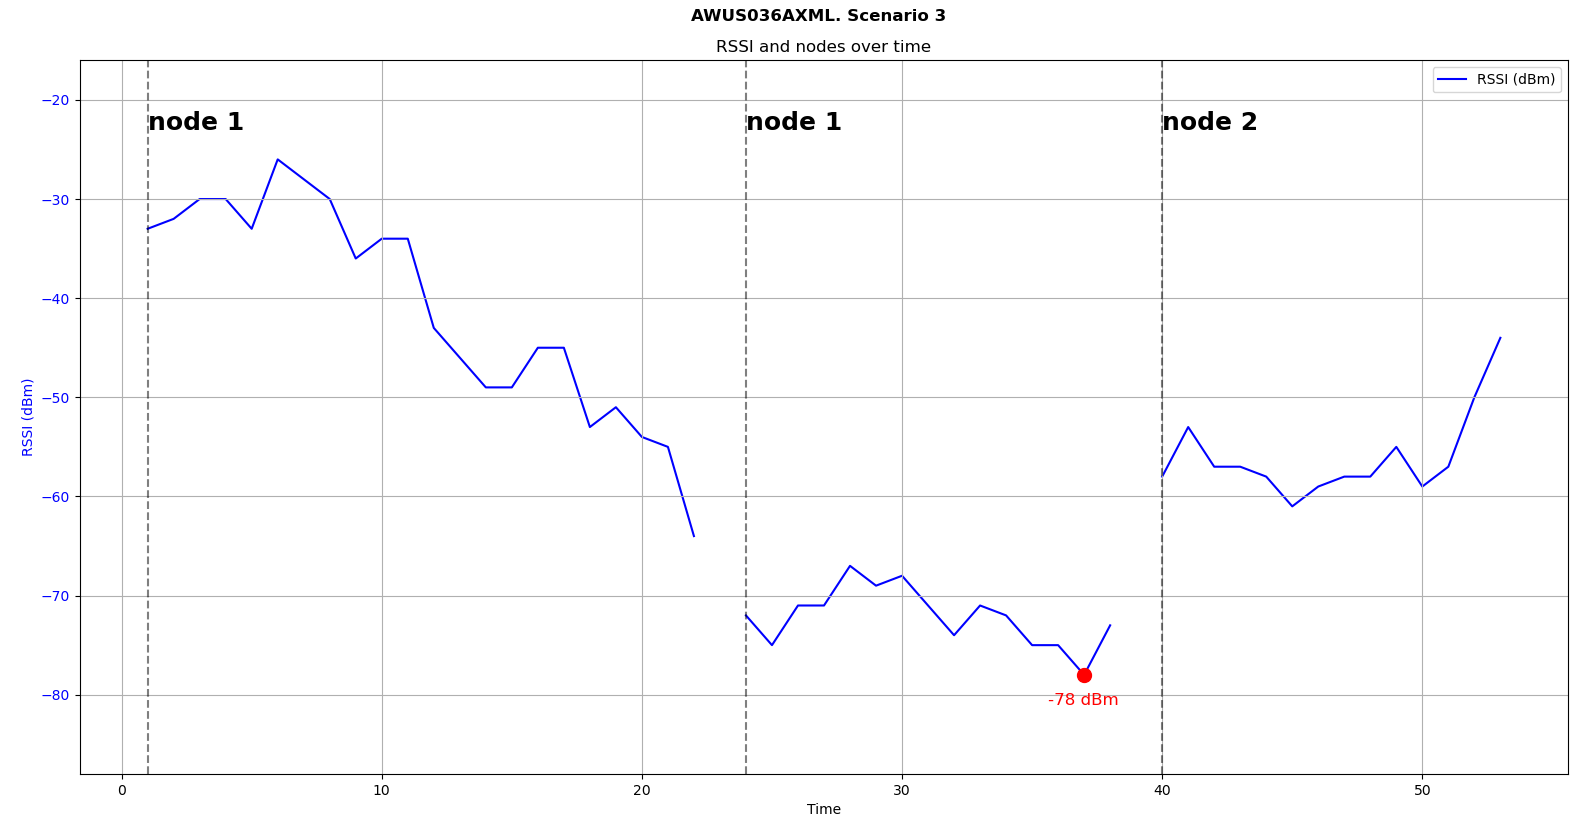 AWUS036AXML. Scenario 3
RSSI and nodes over time
RSSI (dBm)
−20
node 1
node 1
node 2
−30
−40
−50
RSSI (dBm)
−60
−70
−80
-78 dBm
0
10
20
30
40
50
Time